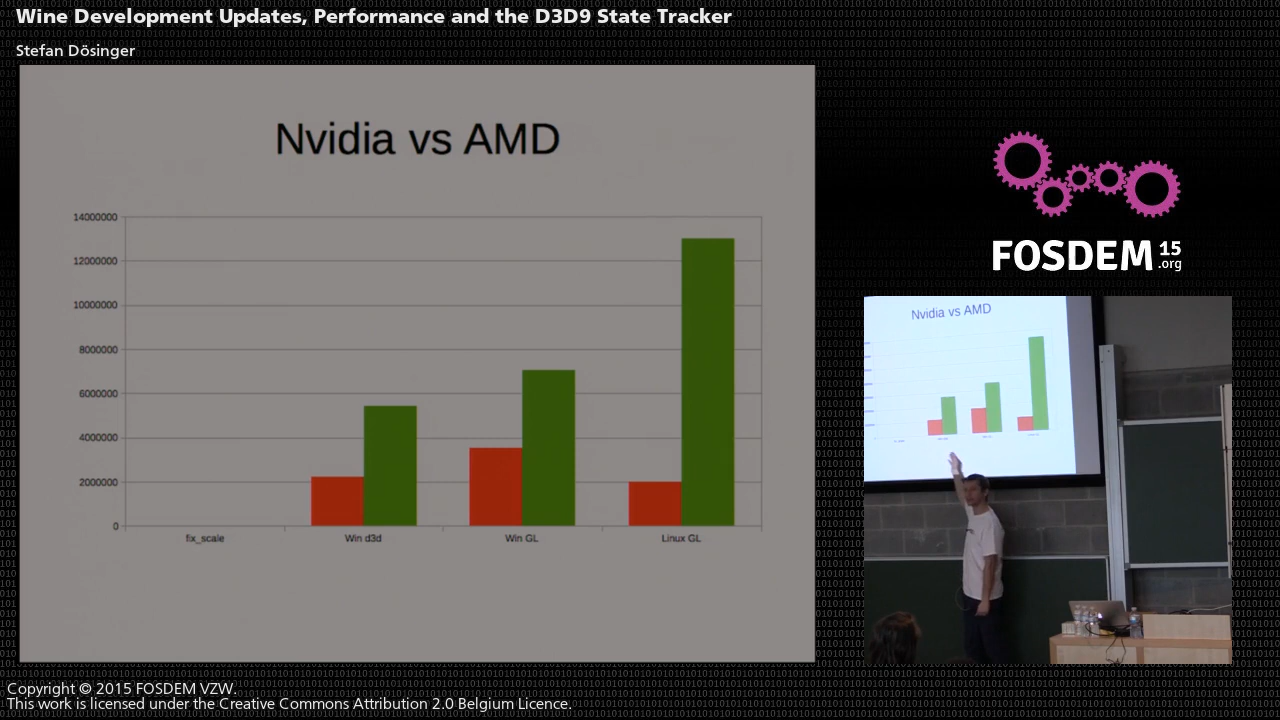 Wine Development Updates, Performance and the D3D9 State Tracker
Stefan Dösinger
Nvidia vs AMD
14000000
12000000
10000000
8000000
6000000
4000000
2000000
0
fix_scale
Win d3d
Win GL
Linux GL
FOSDEM 15
.org
Nvidia vs AMD
Copyright © 2015 FOSDEM VZW.
This work is licensed under the Creative Commons Attribution 2.0 Belgium Licence.